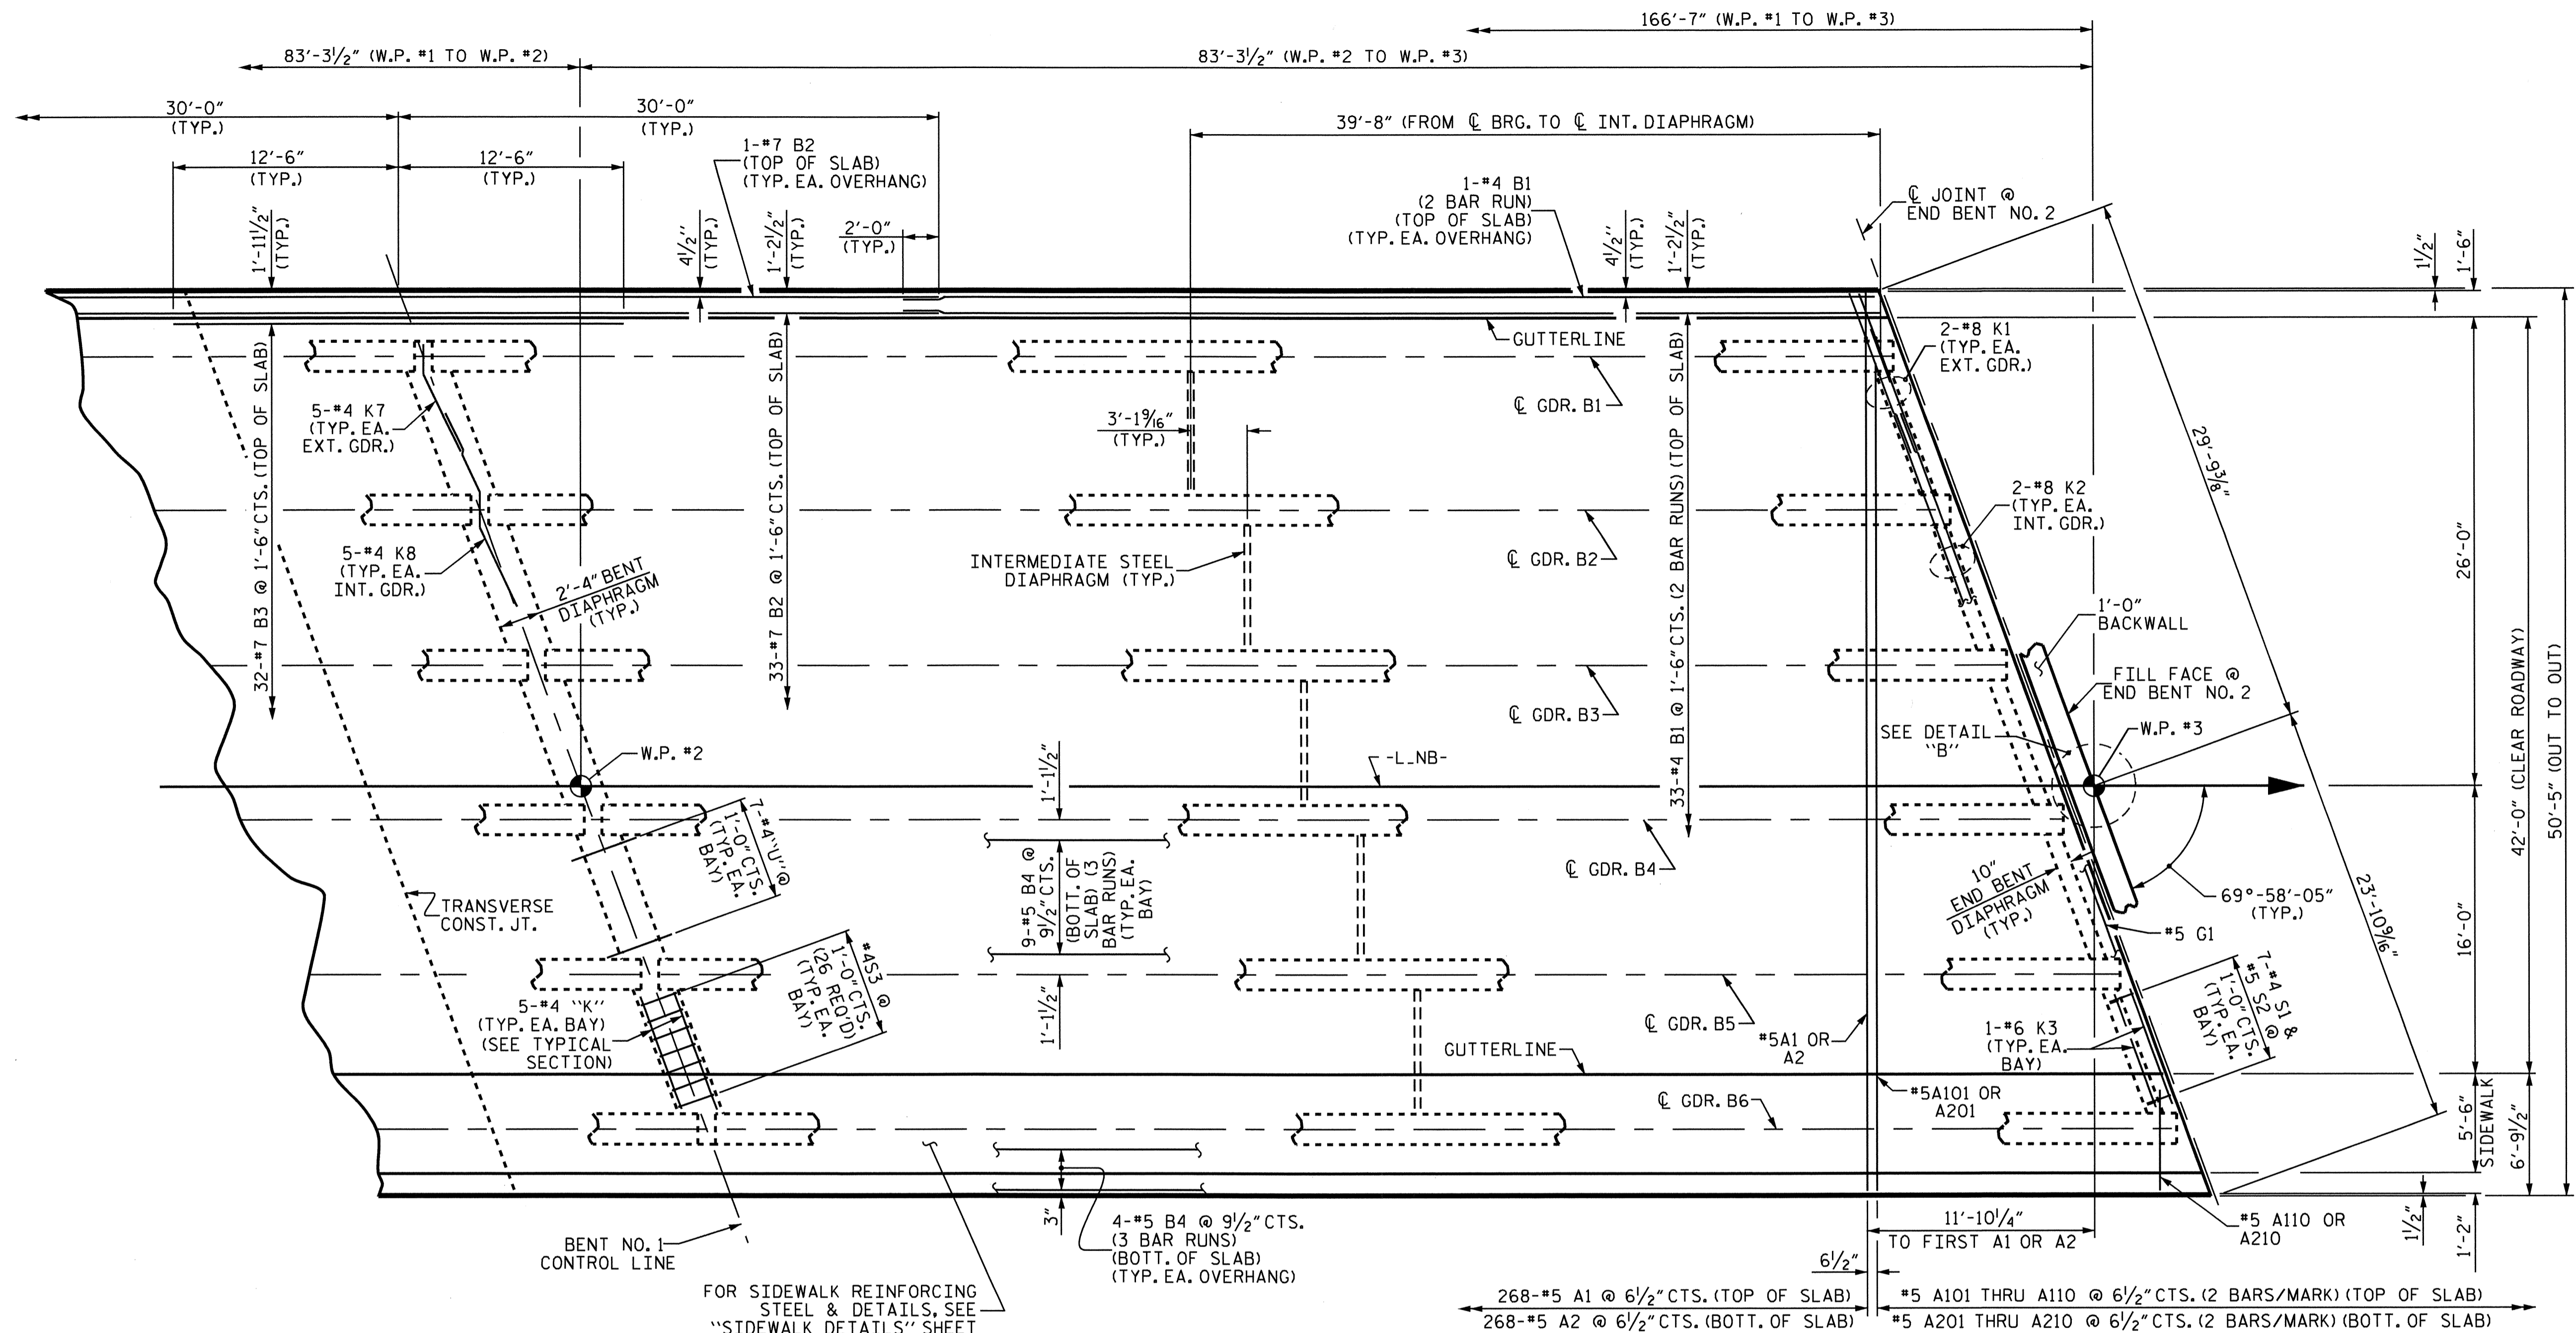 166'-7" (W.P. #1 TO W.P. #3)
83'-3½" (W.P. #1 TO W.P. #2)
83'-3½" (W.P. #2 TO W.P. #3)
30'-0"
(TYP.)
30'-0"
(TYP.)
39'-8" (FROM ℄ BRG. TO ℄ INT. DIAPHRAGM)
12'-6"
(TYP.)
12'-6"
(TYP.)
1-#7 B2
(TOP OF SLAB)
(TYP. EA. OVERHANG)
1-#4 B1
(2 BAR RUN)
(TOP OF SLAB)
(TYP. EA. OVERHANG)
℄ JOINT @
END BENT NO. 2
1'-11½"
(TYP.)
4½"
(TYP.)
1'-2½"
(TYP.)
2'-0"
(TYP.)
4½"
(TYP.)
1'-2½"
(TYP.)
1½"
1'-6"
GUTTERLINE
2-#8 K1
(TYP. EA.
EXT. GDR.)
℄ GDR. B1
5-#4 K7
(TYP. EA.
EXT. GDR.)
3'-1 9/16"
(TYP.)
32-#7 B3 @ 1'-6" CTS. (TOP OF SLAB)
33-#7 B2 @ 1'-6" CTS. (TOP OF SLAB)
33-#4 B1 @ 1'-6" CTS. (2 BAR RUNS) (TOP OF SLAB)
29'-9⅜"
2-#8 K2
(TYP. EA.
INT. GDR.)
26'-0"
5-#4 K8
(TYP. EA.
INT. GDR.)
2'-4" BENT
DIAPHRAGM
(TYP.)
INTERMEDIATE STEEL
DIAPHRAGM (TYP.)
℄ GDR. B2
1'-0"
BACKWALL
FILL FACE @
END BENT NO. 2
42'-0" (CLEAR ROADWAY)
50'-5" (OUT TO OUT)
℄ GDR. B3
SEE DETAIL
"B"
W.P. #3
W.P. #2
-L_NB-
1'-1½"
7-#4 "U" @
1'-0" CTS.
(TYP. EA.
BAY)
9-#5 B4 @
9½" CTS.
(BOTT. OF
SLAB) (3
BAR RUNS)
(TYP. EA.
BAY)
℄ GDR. B4
10"
END BENT
DIAPHRAGM
(TYP.)
69°-58'-05"
(TYP.)
TRANSVERSE
CONST. JT.
#5 G1
23'-10 9/16"
16'-0"
#4 S3 @
1'-0" CTS.
(26 REQ'D)
(TYP. EA.
BAY)
7-#4 S1 &
#5 S2 @
1'-0" CTS.
(TYP. EA.
BAY)
5-#4 "K"
(TYP. EA. BAY)
(SEE TYPICAL
SECTION)
1'-1½"
℄ GDR. B5
#5A1 OR
A2
1-#6 K3
(TYP. EA.
BAY)
GUTTERLINE
#5A101 OR
A201
℄ GDR. B6
5'-6"
SIDEWALK
6'-9½"
3"
4-#5 B4 @ 9½" CTS.
(3 BAR RUNS)
(BOTT. OF SLAB)
(TYP. EA. OVERHANG)
11'-10¼"
TO FIRST A1 OR A2
#5 A110 OR
A210
1½"
1'-2"
BENT NO. 1
CONTROL LINE
6½"
FOR SIDEWALK REINFORCING
STEEL & DETAILS, SEE
"SIDEWALK DETAILS" SHEET
268-#5 A1 @ 6½" CTS. (TOP OF SLAB)
#5 A101 THRU A110 @ 6½" CTS. (2 BARS/MARK) (TOP OF SLAB)
268-#5 A2 @ 6½" CTS. (BOTT. OF SLAB)
#5 A201 THRU A210 @ 6½" CTS. (2 BARS/MARK) (BOTT. OF SLAB)